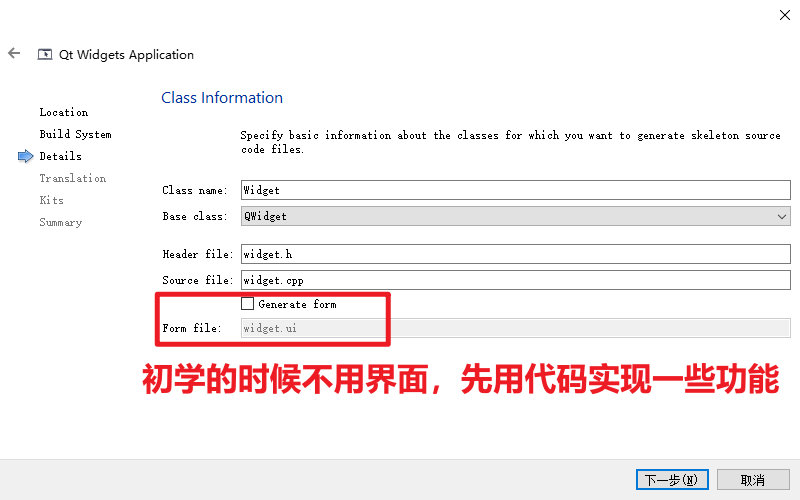 Qt Widgets Application
Class Information
Location
Build System
Details
Translation
Kits
Summary
Specify basic information about the classes for which you want to generate skeleton source
code files.
Class name: Widget
Base class: QWidget
Header file: widget.h
Source file: widget.cpp
Generate form
Form file: widget.ui
初学的时候不用界面，先用代码实现一些功能
下一步(N)
取消